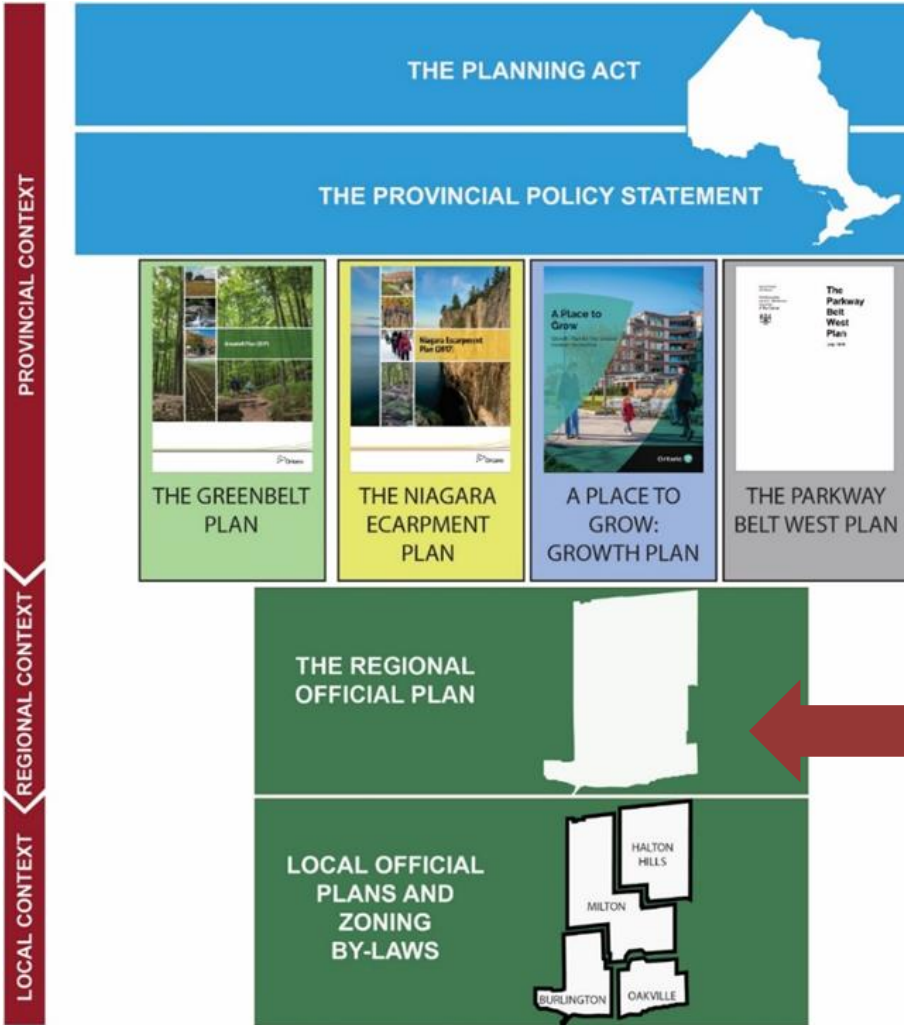 PROVINCIAL CONTEXT
THE PLANNING ACT
THE PROVINCIAL POLICY STATEMENT
Greenbelt Plan (2017)
Ontario
THE GREENBELT
PLAN
Niagara Escarpment
Plan (2017)
Ontario
THE NIAGARA
ECARPMENT
PLAN
A Place to
Grow
Ontario
A PLACE TO
GROW:
GROWTH PLAN
The
Parkway
Belt
West
Plan
THE PARKWAY
BELT WEST PLAN
REGIONAL CONTEXT
THE REGIONAL
OFFICIAL PLAN
LOCAL CONTEXT
LOCAL OFFICIAL
PLANS AND
ZONING
BY-LAWS
HALTON
HILLS
MILTON
BURLINGTON
OAKVILLE